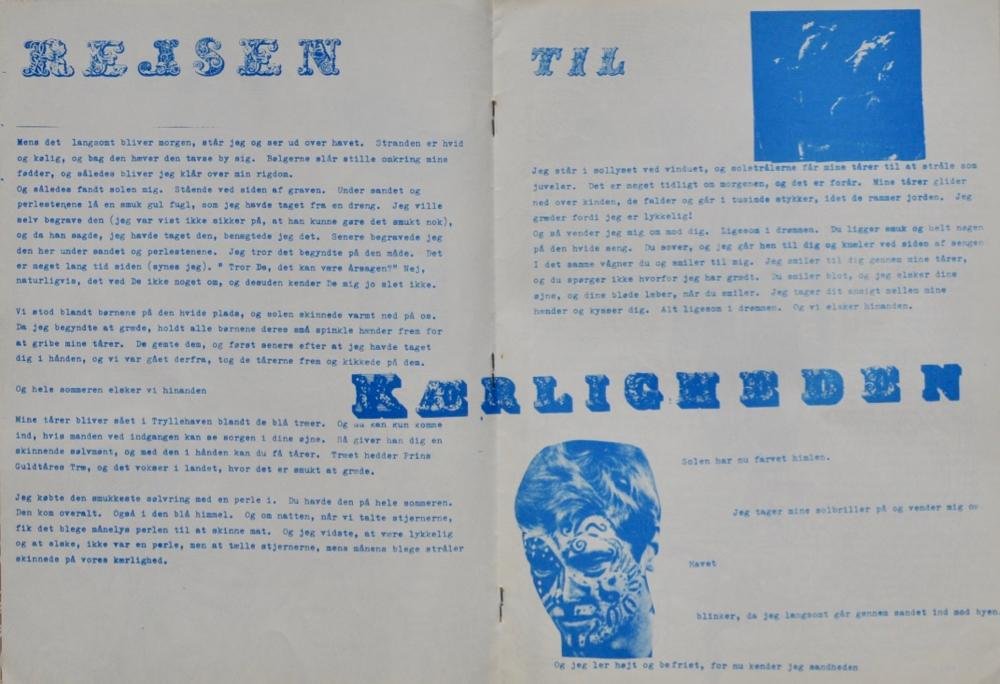 REJSEN TIL
KÆRLIGHEDEN
Mens det langsomt bliver morgen, står jeg og ser ud over havet. Stranden er hvid
og kølig, og bag den hæver den tavse by sig. Bølgerne slår stille omkring mine
fødder, og således bliver jeg klår over min rigdom.
Og således fandt solen mig. Stående ved siden af graven. Under sandet og
perlestenene lå en smuk gul fugl, som jeg havde taget fra en dreng. Jeg ville
selv begrave den (jeg var vist ikke sikker på, at han kunne gøre det smukt nok),
og da han sagde, jeg havde taget den, benægtede jeg det. Senere begravede jeg
den her under sandet og perlestenene. Jeg tror det begyndte på den måde. Det
er meget lang tid siden (synes jeg). " Tror De, det kan være årsagen?" Nej,
naturligvis, det ved De ikke noget om, og desuden kender De mig jo slet ikke.
Vi stod blandt børnene på den hvide plads, og solen skinnede varmt ned på os.
Da jeg begyndte at græde, holdt alle børnene deres små spinkle hænder frem for
at gribe mine tårer. De gemte dem, og først senere efter at jeg havde taget
dig i hånden, og vi var gået derfra, tog de tårerne frem og kikkede på dem.
Og hele sommeren elsker vi hinanden
Mine tårer bliver sået i Tryllehaven blandt de blå træer. Og du kan kun komme
ind, hvis manden ved indgangen kan se sorgen i dine øjne. Så giver han dig en
skinnende sølvmønt, og med den i hånden kan du få tårer. Træet hedder Prins
Guldtåres Træ, og det vokser i landet, hvor det er smukt at græde.
Jeg købte den smukkeste sølvring med en perle i. Du havde den på hele sommeren.
Den kom overalt. Også i den blå himmel. Og om natten, når vi talte stjernerne,
fik det blege månelys perlen til at skinne mat. Og jeg vidste, at være lykkelig
og at elske, ikke var en perle, men at tælle stjernerne, mens månens blege stråler
skinnede på vores kærlighed.
Jeg står i sollyset ved vinduet, og solstrålerne får mine tårer til at stråle som
juveler. Det er meget tidligt om morgenen, og det er forår. Mine tårer glider
ned over kinden, de falder og går i tusinde stykker, idet de rammer jorden. Jeg
græder fordi jeg er lykkelig!
Og så vender jeg mig om mod dig. Ligesom i drømmen. Du ligger smuk og helt nøgen
på den hvide seng. Du sover, og jeg går hen til dig og knæler ved siden af sengen
I det samme vågner du og smiler til mig. Jeg smiler til dig gennem mine tårer,
og du spørger ikke hvorfor jeg har grædt. Du smiler blot, og jeg elsker dine
øjne, og dine bløde læber, når du smiler. Jeg tager dit ansigt mellem mine
hænder og kysser dig. Alt ligesom i drømmen. Og vi elsker hinanden.
Solen har nu farvet himlen.
Jeg tager mine solbriller på og vender mig om
Havet
blinker, da jeg langsomt går gennem sandet ind mod byen.
Og jeg ler højt og befriet, for nu kender jeg sandheden